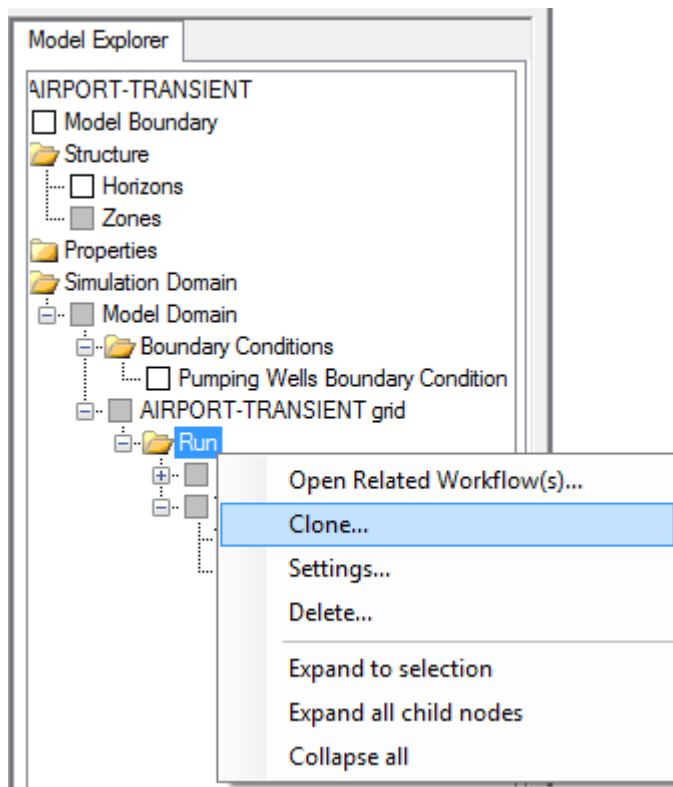 Model Explorer
AIRPORT-TRANSIENT
Model Boundary
Structure
Horizons
Zones
Properties
Simulation Domain
Model Domain
Boundary Conditions
Pumping Wells Boundary Condition
AIRPORT-TRANSIENT grid
Run
Open Related Workflow(s)...
Clone...
Settings...
Delete...
Expand to selection
Expand all child nodes
Collapse all